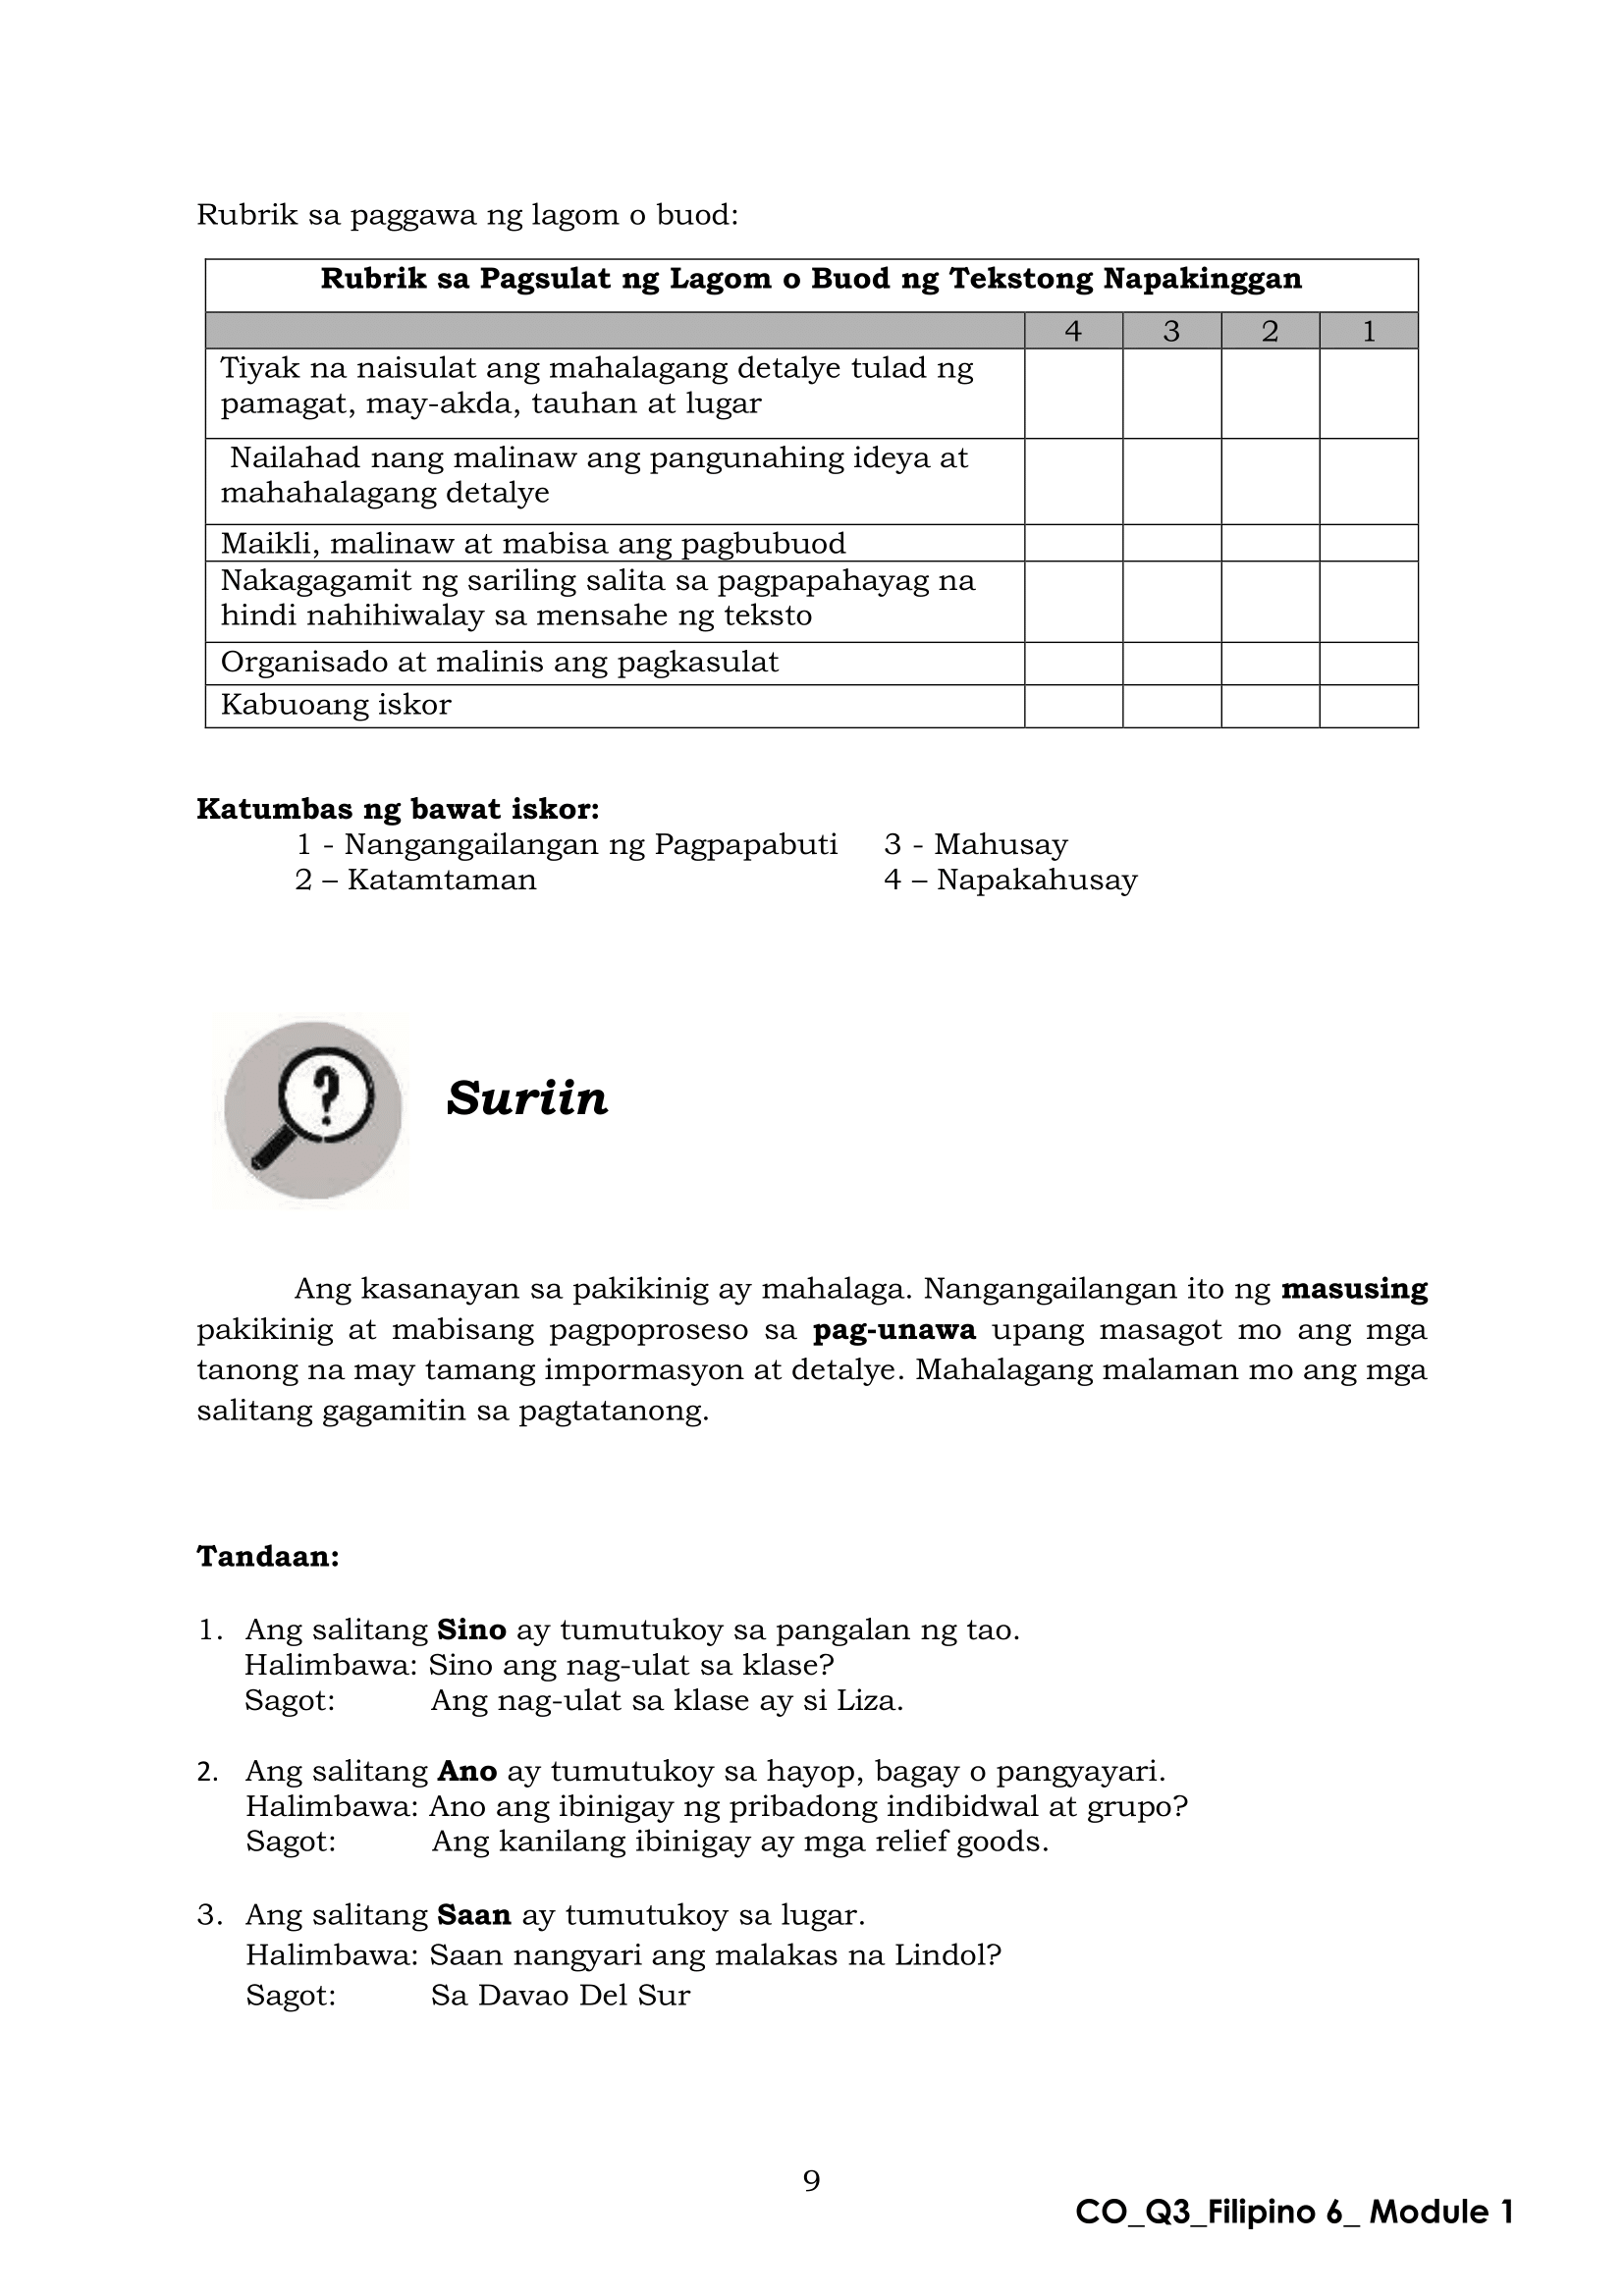 Rubrik sa paggawa ng lagom o buod:
Rubrik sa Pagsulat ng Lagom o Buod ng Tekstong Napakinggan
4 3 2 1
Tiyak na naisulat ang mahalagang detalye tulad ng
pamagat, may-akda, tauhan at lugar
Nailahad nang malinaw ang pangunahing ideya at
mahahalagang detalye
Maikli, malinaw at mabisa ang pagbubuod
Nakagagamit ng sariling salita sa pagpapahayag na
hindi nahihiwalay sa mensahe ng teksto
Organisado at malinis ang pagkasulat
Kabuoang iskor
Katumbas ng bawat iskor:
1 - Nangangailangan ng Pagpapabuti 3 - Mahusay
2 – Katamtaman 4 – Napakahusay
?
Suriin
Ang kasanayan sa pakikinig ay mahalaga. Nangangailangan ito ng masusing
pakikinig at mabisang pagpoproseso sa pag-unawa upang masagot mo ang mga
tanong na may tamang impormasyon at detalye. Mahalagang malaman mo ang mga
salitang gagamitin sa pagtatanong.
Tandaan:
1. Ang salitang Sino ay tumutukoy sa pangalan ng tao.
Halimbawa: Sino ang nag-ulat sa klase?
Sagot: Ang nag-ulat sa klase ay si Liza.
2. Ang salitang Ano ay tumutukoy sa hayop, bagay o pangyayari.
Halimbawa: Ano ang ibinigay ng pribadong indibidwal at grupo?
Sagot: Ang kanilang ibinigay ay mga relief goods.
3. Ang salitang Saan ay tumutukoy sa lugar.
Halimbawa: Saan nangyari ang malakas na Lindol?
Sagot: Sa Davao Del Sur
9
CO_Q3_Filipino 6_ Module 1